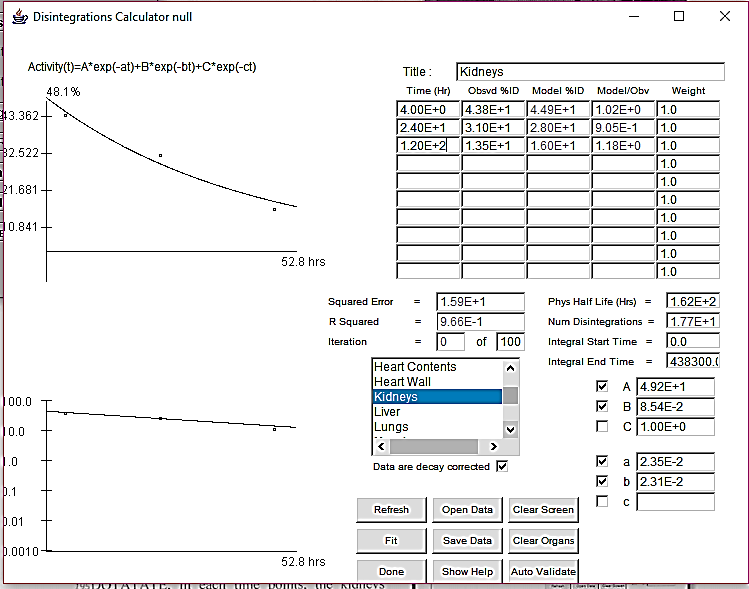 Disintegrations Calculator null
Activity(t)=A*exp(-at)+B*exp(-bt)+C*exp(-ct)
48.1%
43.362
32.522
21.681
10.841
52.8 hrs
Title :
Kidneys
Time (Hr) Obsvd %ID Model %ID Model/Obv Weight
4.00E+0 4.38E+1 4.49E+1 1.02E+0 1.0
2.40E+1 3.10E+1 2.80E+1 9.05E-1 1.0
1.20E+2 1.35E+1 1.60E+1 1.18E+0 1.0
1.0
1.0
1.0
1.0
1.0
1.0
1.0
Squared Error = 1.59E+1
R Squared = 9.66E-1
Iteration = 0 of 100
Phys Half Life (Hrs) = 1.62E+2
Num Disintegrations = 1.77E+1
Integral Start Time = 0.0
Integral End Time = 438300.0
Heart Contents
Heart Wall
Kidneys
Liver
Lungs
Data are decay corrected
A 4.92E+1
B 8.54E-2
C 1.00E+0
a 2.35E-2
b 2.31E-2
c
100.0
10.0
1.0
0.1
0.01
0.0010
52.8 hrs
Refresh Open Data Clear Screen
Fit Save Data Clear Organs
Done Show Help Auto Validate
DOTATATE, in each time points, the kidneys